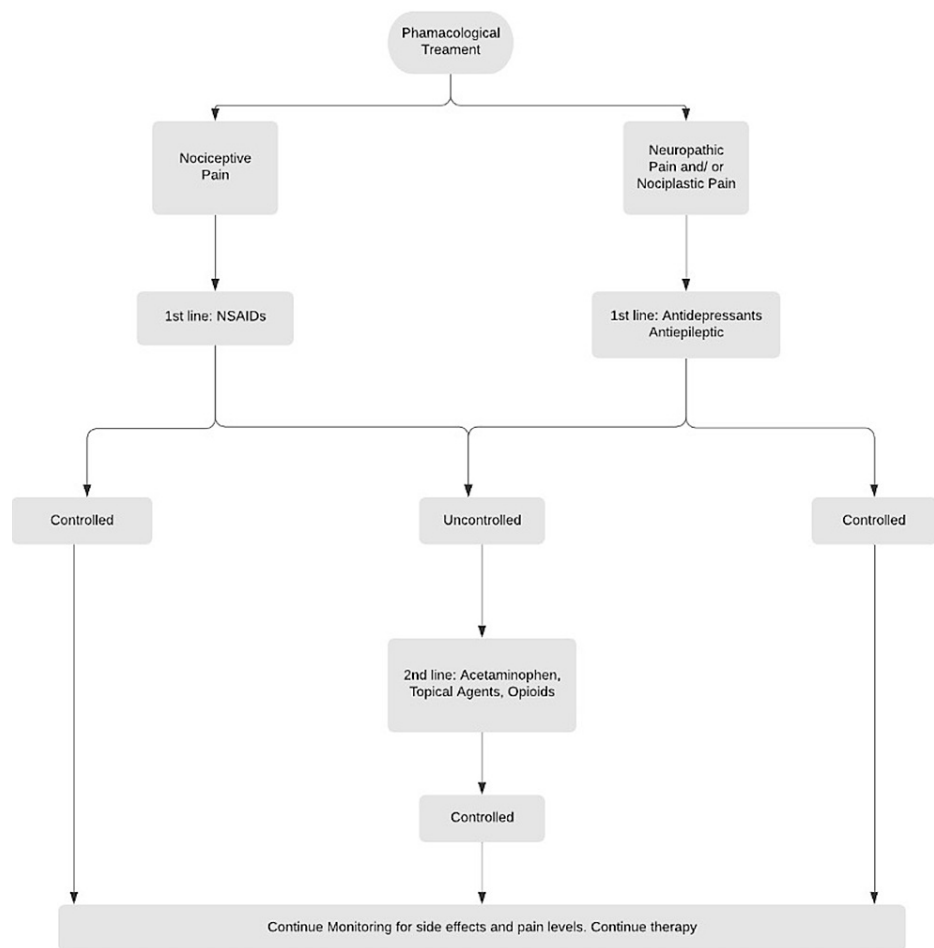 Phamacological
Treament
Nociceptive
Pain
Neuropathic
Pain and/ or
Nociplastic Pain
1st line: NSAIDs
1st line: Antidepressants
Antiepileptic
Controlled
Uncontrolled
Controlled
2nd line: Acetaminophen,
Topical Agents, Opioids
Controlled
Continue Monitoring for side effects and pain levels. Continue therapy